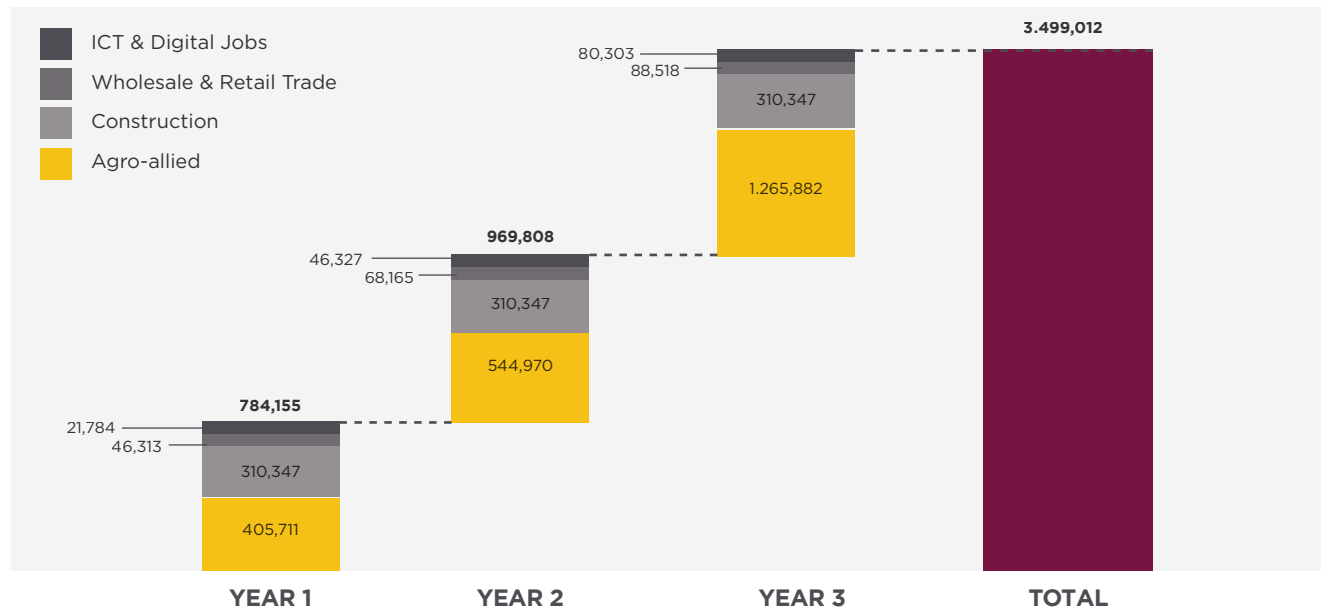 ICT & Digital Jobs
Wholesale & Retail Trade
Construction
Agro-allied
3.499,012
80,303
88,518
310,347
1.265,882
969,808
46,327
68,165
310,347
544,970
784,155
21,784
46,313
310,347
405,711
YEAR 1
YEAR 2
YEAR 3
TOTAL